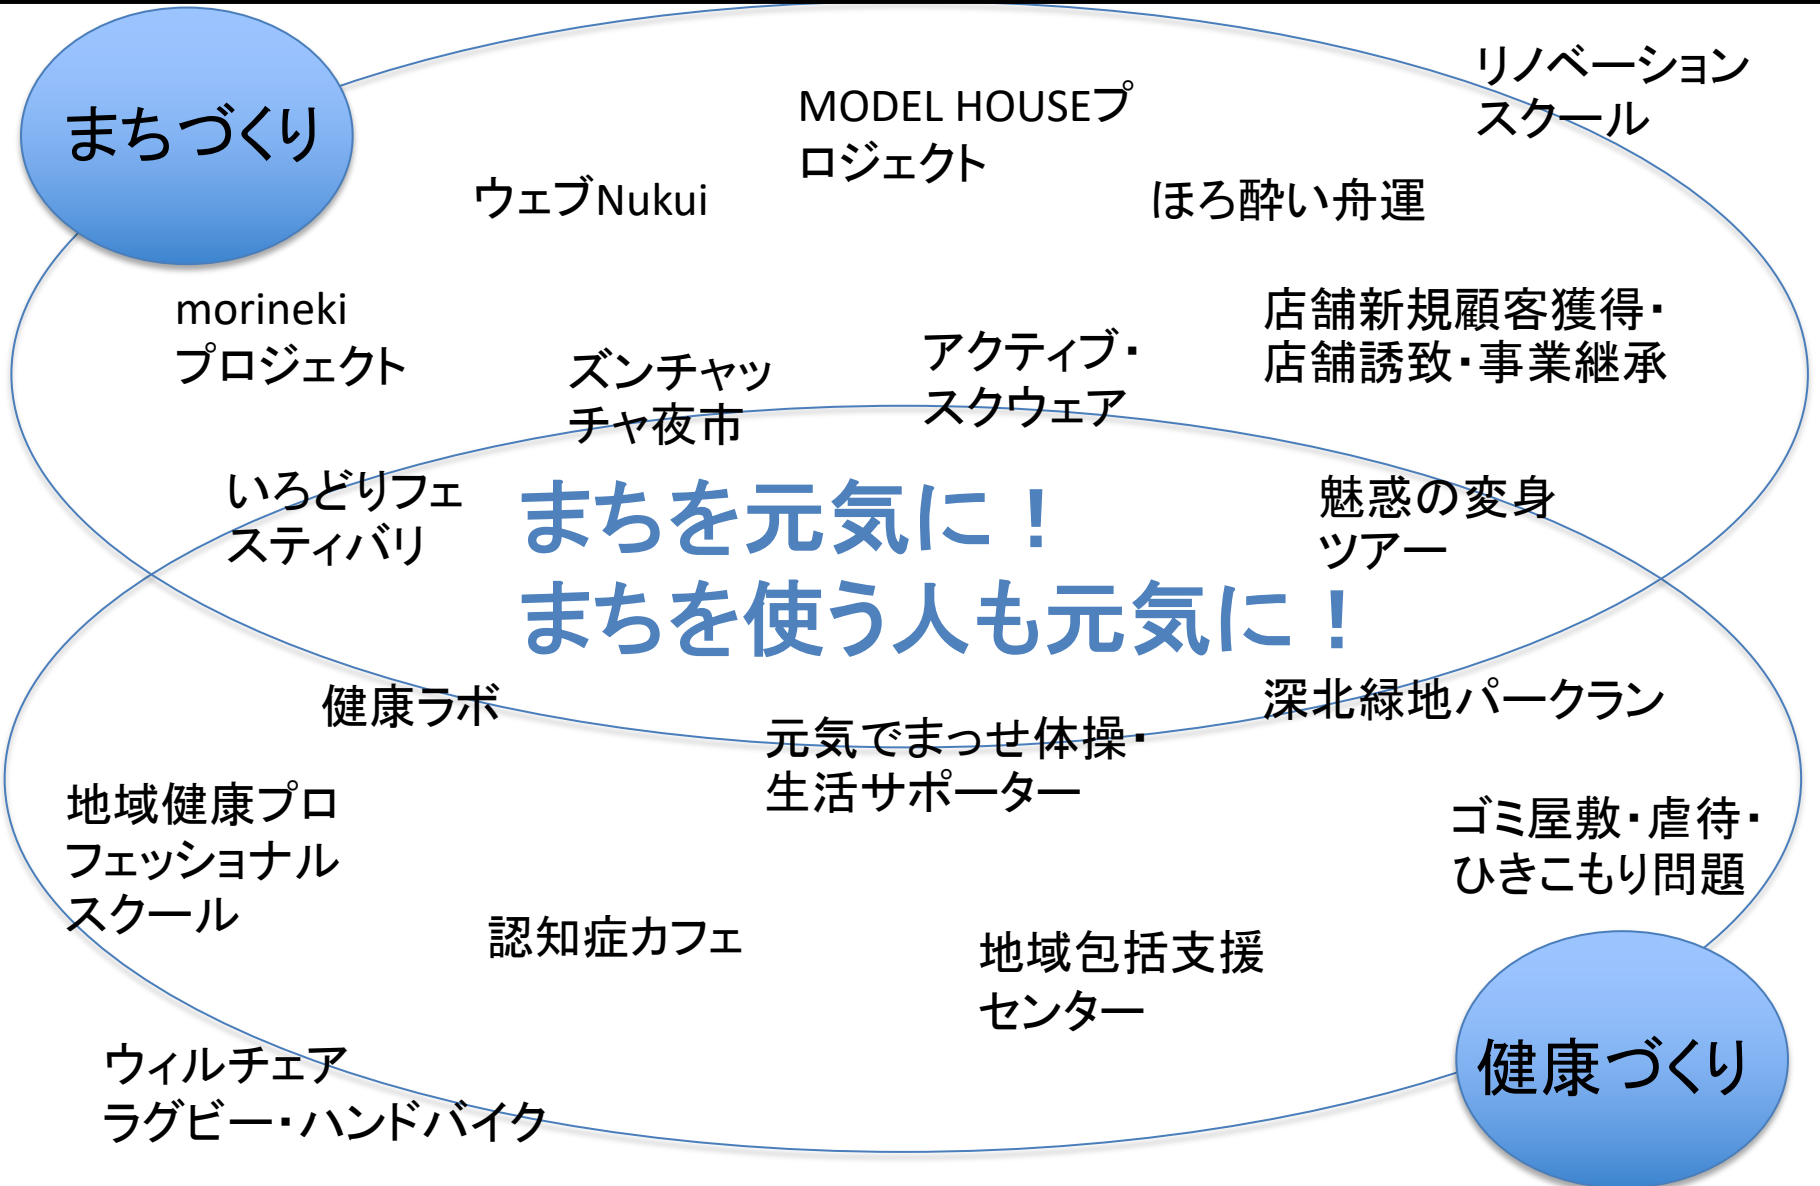 まちづくり
リノベーション
スクール
MODEL HOUSEプ
ロジェクト
ウェブNukui
ほろ酔い舟運
morineki
プロジェクト
ズンチャッ
チャ夜市
アクティブ・
スクウェア
店舗新規顧客獲得・
店舗誘致・事業継承
いろどりフェ
スティバリ
まちを元気に！
まちを使う人も元気に！
魅惑の変身
ツアー
健康ラボ
元気でまっせ体操・
生活サポーター
深北緑地パークラン
地域健康プロ
フェッショナル
スクール
認知症カフェ
地域包括支援
センター
ゴミ屋敷・虐待・
ひきこもり問題
ウィルチェア
ラグビー・ハンドバイク
健康づくり